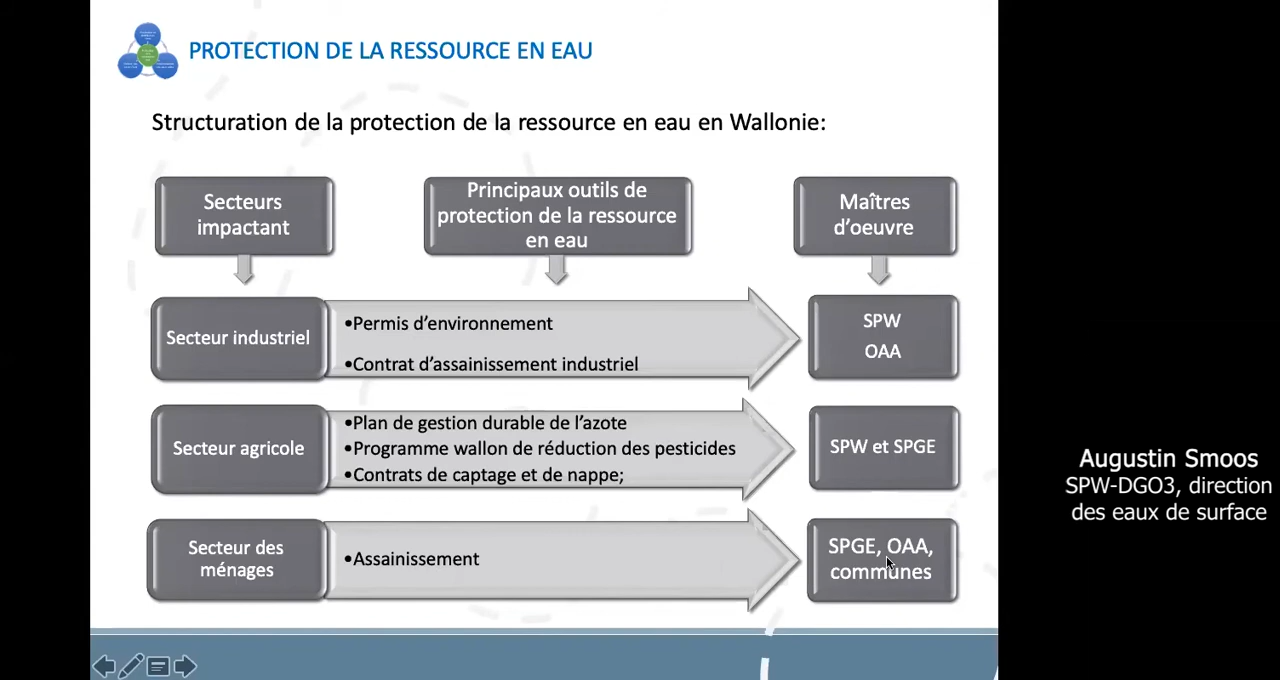 PROTECTION DE LA RESSOURCE EN EAU
Structuration de la protection de la ressource en eau en Wallonie:
Secteurs
impactant
Principaux outils de
protection de la ressource
en eau
Maîtres
d'oeuvre
Secteur industriel
•Permis d'environnement
•Contrat d'assainissement industriel
SPW
OAA
Secteur agricole
•Plan de gestion durable de l'azote
•Programme wallon de réduction des pesticides
•Contrats de captage et de nappe;
SPW et SPGE
Secteur des
ménages
•Assainissement
SPGE, OAA,
communes
Augustin Smoos
SPW-DGO3, direction
des eaux de surface